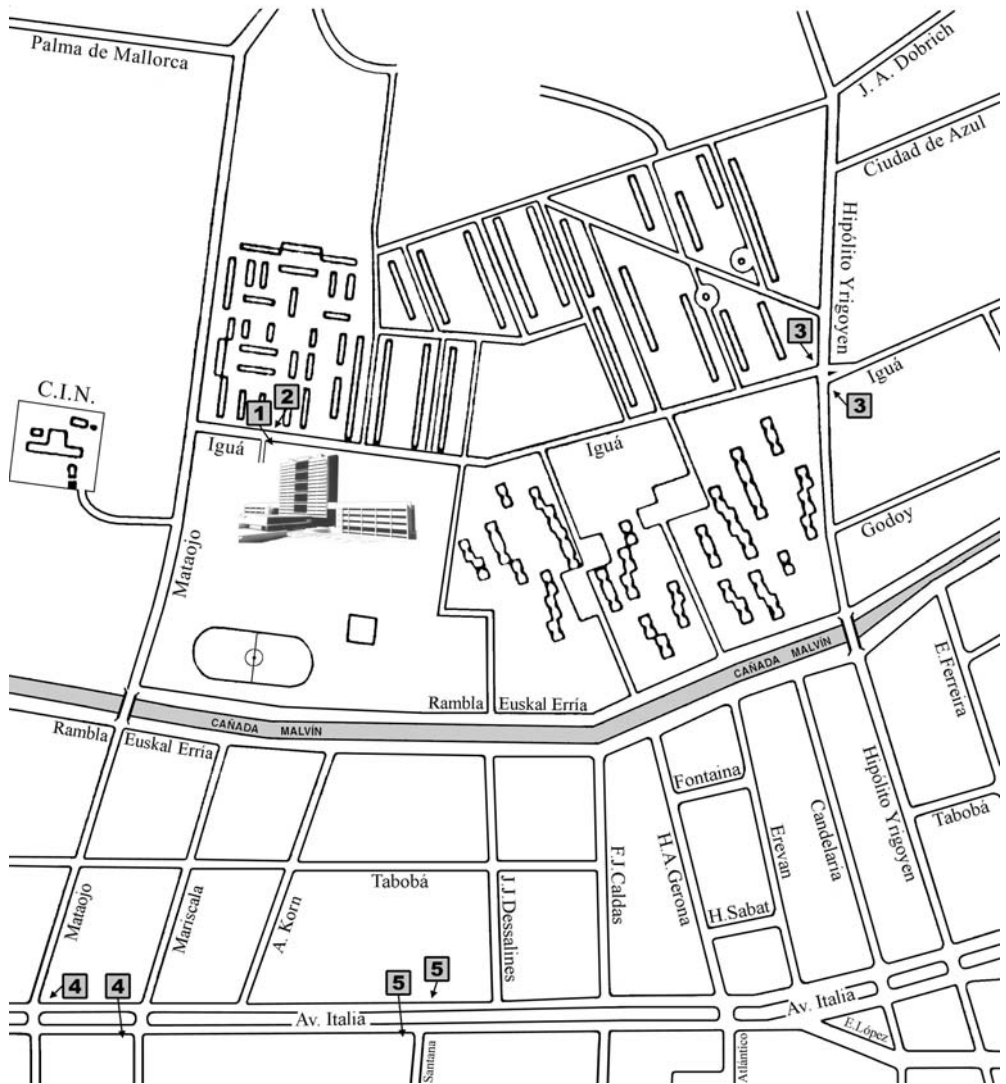 Palma de Mallorca
J. A. Dobrich
Ciudad de Azul
Hipólito Yrigoyen
3
Iguá
3
C.I.N.
2
1
Iguá
Iguá
Godoy
Mataojo
CAÑADA MALVÍN
E.Ferreira
Rambla Euskal Erría
CAÑADA MALVÍN
Rambla Euskal Erría
Fontaina
Hipólito Yrigoyen
Tabobá
Candelaria
Erevan
H.A.Gerona
F.J.Caldas
Tabobá
J.J.Dessalines
H.Sabat
Mataojo
Mariscala
A. Korn
4
4
5
5
Av. Italia
Av. Italia
E.López
Santana
Atlántico